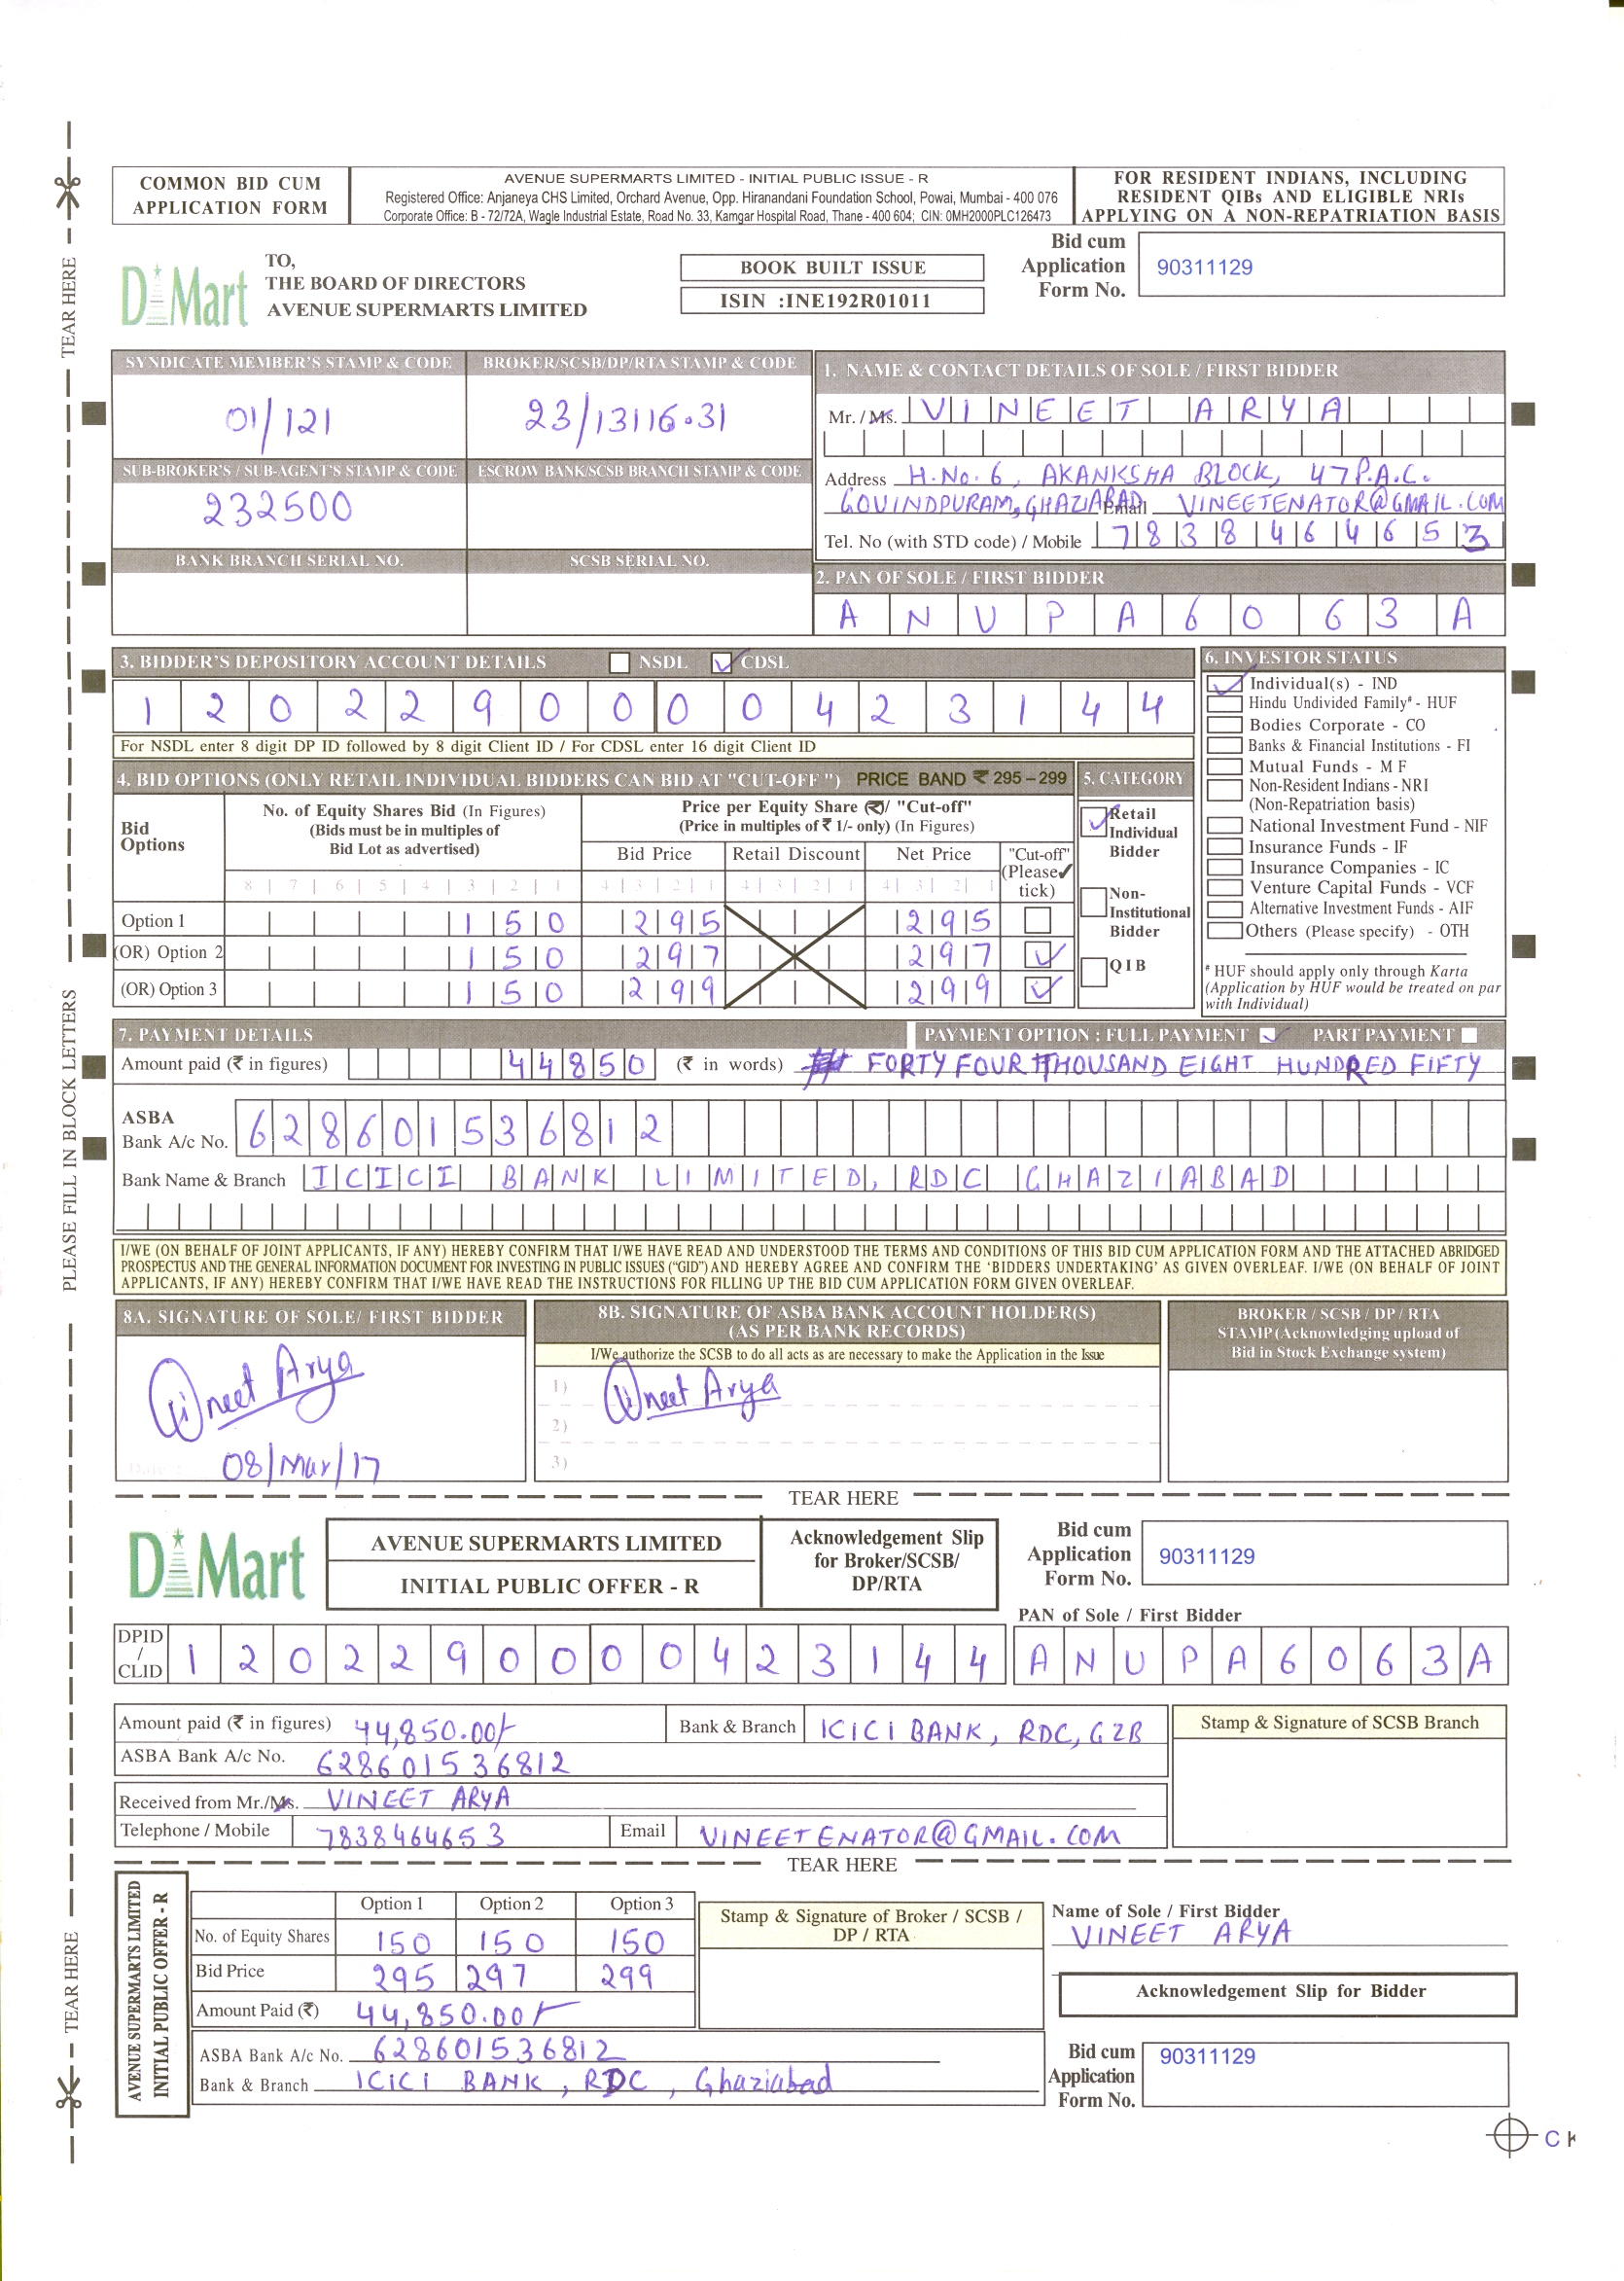 COMMON BID CUM
APPLICATION FORM
AVENUE SUPERMARTS LIMITED - INITIAL PUBLIC ISSUE - R
Registered Office: Anjaneya CHS Limited, Orchard Avenue, Opp. Hiranandani Foundation School, Powai, Mumbai - 400 076
Corporate Office: B - 72/72A, Wagle Industrial Estate, Road No. 33, Kamgar Hospital Road, Thane - 400 604; CIN: 0MH2000PLC126473
FOR RESIDENT INDIANS, INCLUDING
RESIDENT QIBs AND ELIGIBLE NRIs
APPLYING ON A NON-REPATRIATION BASIS
TEAR HERE
D Mart
TO,
THE BOARD OF DIRECTORS
AVENUE SUPERMARTS LIMITED
BOOK BUILT ISSUE
ISIN :INE192R01011
Bid cum
Application
Form No.
90311129
SYNDICATE MEMBER'S STAMP & CODE
BROKER/SCSB/DP/RTA STAMP & CODE
01/121
23/13116.31
SUB-BROKER'S / SUB-AGENT'S STAMP & CODE
ESCROW BANK/SCSB BRANCH STAMP & CODE
232500
BANK BRANCH SERIAL NO.
SCSB SERIAL NO.
1. NAME & CONTACT DETAILS OF SOLE / FIRST BIDDER
Mr. / Ms. VINEET ARYA
Address H.No. 6, AKANKSHA BLOCK, 47 P.A.C.
GOVINDPURAM, GHAZIABAD Email VINEETENATOR@GMAIL.COM
Tel. No (with STD code) / Mobile 7838464653
2. PAN OF SOLE / FIRST BIDDER
ANUPA6063A
3. BIDDER'S DEPOSITORY ACCOUNT DETAILS NSDL CDSL
1202290000423144
For NSDL enter 8 digit DP ID followed by 8 digit Client ID / For CDSL enter 16 digit Client ID
6. INVESTOR STATUS
Individual(s) - IND
Hindu Undivided Family# - HUF
Bodies Corporate - CO
Banks & Financial Institutions - FI
Mutual Funds - M F
Non-Resident Indians - NRI
(Non-Repatriation basis)
National Investment Fund - NIF
Insurance Funds - IF
Insurance Companies - IC
Venture Capital Funds - VCF
Alternative Investment Funds - AIF
Others (Please specify) - OTH
# HUF should apply only through Karta
(Application by HUF would be treated on par
with Individual)
4. BID OPTIONS (ONLY RETAIL INDIVIDUAL BIDDERS CAN BID AT "CUT-OFF") PRICE BAND ₹ 295 – 299
5. CATEGORY
Retail
Individual
Bidder
Non-
Institutional
Bidder
QIB
Bid
Options
No. of Equity Shares Bid (In Figures)
(Bids must be in multiples of
Bid Lot as advertised)
Price per Equity Share (₹)/ "Cut-off"
(Price in multiples of ₹ 1/- only) (In Figures)
Bid Price Retail Discount Net Price "Cut-off"
(Please✓
tick)
8 7 6 5 4 3 2 1 4 3 2 1 4 3 2 1 4 3 2 1
Option 1 150 295 295
(OR) Option 2 150 297 297 ✓
(OR) Option 3 150 299 299 ✓
7. PAYMENT DETAILS PAYMENT OPTION : FULL PAYMENT PART PAYMENT
Amount paid (₹ in figures) 44850 (₹ in words) FORTY FOUR THOUSAND EIGHT HUNDRED FIFTY
ASBA
Bank A/c No. 628601536812
Bank Name & Branch ICICI BANK LIMITED, RDC GHAZIABAD
PLEASE FILL IN BLOCK LETTERS
I/WE (ON BEHALF OF JOINT APPLICANTS, IF ANY) HEREBY CONFIRM THAT I/WE HAVE READ AND UNDERSTOOD THE TERMS AND CONDITIONS OF THIS BID CUM APPLICATION FORM AND THE ATTACHED ABRIDGED
PROSPECTUS AND THE GENERAL INFORMATION DOCUMENT FOR INVESTING IN PUBLIC ISSUES ("GID") AND HEREBY AGREE AND CONFIRM THE 'BIDDERS UNDERTAKING' AS GIVEN OVERLEAF. I/WE (ON BEHALF OF JOINT
APPLICANTS, IF ANY) HEREBY CONFIRM THAT I/WE HAVE READ THE INSTRUCTIONS FOR FILLING UP THE BID CUM APPLICATION FORM GIVEN OVERLEAF.
8A. SIGNATURE OF SOLE/ FIRST BIDDER
Vineet Arya
Date : 08/Mar/17
8B. SIGNATURE OF ASBA BANK ACCOUNT HOLDER(S)
(AS PER BANK RECORDS)
I/We authorize the SCSB to do all acts as are necessary to make the Application in the Issue
1) Vineet Arya
2)
3)
BROKER / SCSB / DP / RTA
STAMP (Acknowledging upload of
Bid in Stock Exchange system)
TEAR HERE
D Mart
AVENUE SUPERMARTS LIMITED
INITIAL PUBLIC OFFER - R
Acknowledgement Slip
for Broker/SCSB/
DP/RTA
Bid cum
Application
Form No.
90311129
PAN of Sole / First Bidder
DPID
/
CLID
1202290000423144 ANUPA6063A
Amount paid (₹ in figures) 44,850.00/-
Bank & Branch ICICI BANK, RDC, GZB
Stamp & Signature of SCSB Branch
ASBA Bank A/c No. 628601536812
Received from Mr./Ms. VINEET ARYA
Telephone / Mobile 7838464653 Email VINEETENATOR@GMAIL.COM
TEAR HERE
TEAR HERE
AVENUE SUPERMARTS LIMITED
INITIAL PUBLIC OFFER - R
Option 1 Option 2 Option 3
No. of Equity Shares 150 150 150
Bid Price 295 297 299
Amount Paid (₹) 44,850.00/-
ASBA Bank A/c No. 628601536812
Bank & Branch ICICI BANK, RDC, Ghaziabad
Stamp & Signature of Broker / SCSB /
DP / RTA
Name of Sole / First Bidder
VINEET ARYA
Acknowledgement Slip for Bidder
Bid cum
Application
Form No.
90311129